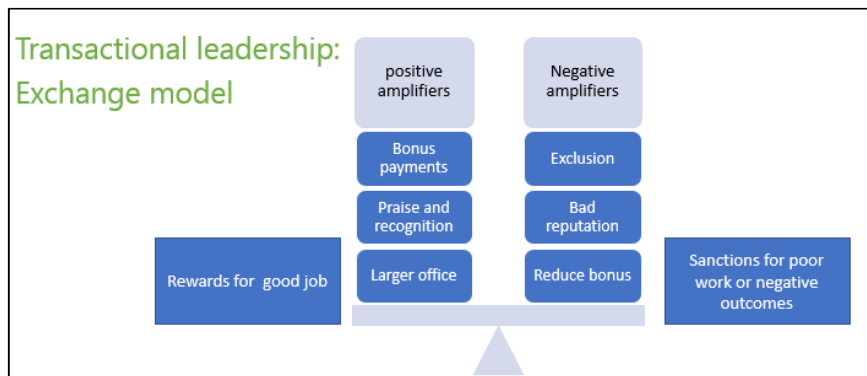 Transactional leadership:
Exchange model
positive
amplifiers
Negative
amplifiers
Bonus
payments
Exclusion
Praise and
recognition
Bad
reputation
Rewards for good job
Larger office
Reduce bonus
Sanctions for poor
work or negative
outcomes